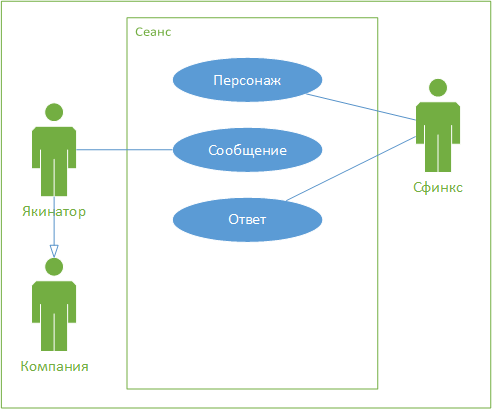 Сеанс
Персонаж
Сообщение
Ответ
Якинатор
Сфинкс
Компания